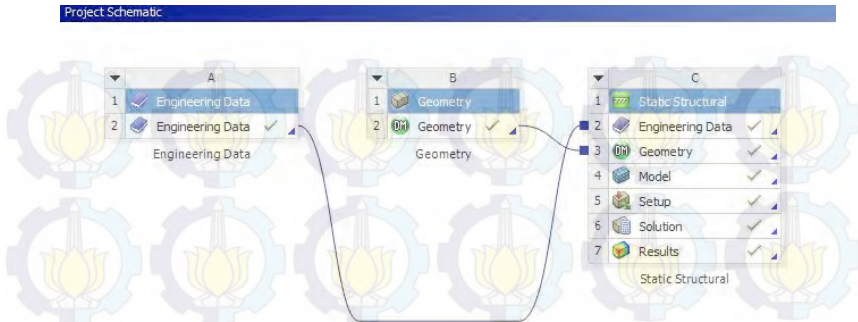 Project Schematic
A
1 Engineering Data
2 Engineering Data
Engineering Data
B
1 Geometry
2 DM Geometry
Geometry
C
1 Static Structural
2 Engineering Data
3 DM Geometry
4 Model
5 Setup
6 Solution
7 Results
Static Structural